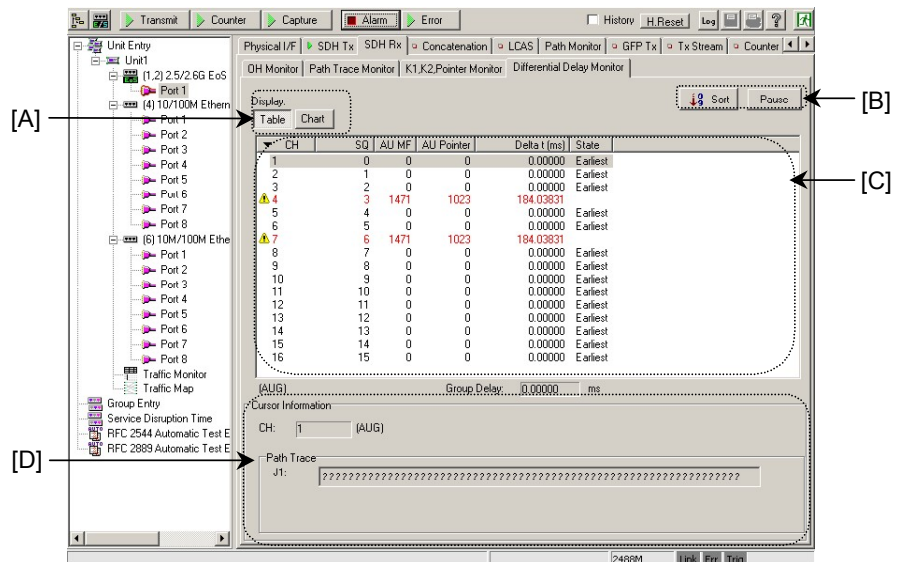 Transmit Counter Capture Alarm Error History H.Reset Log ?
Unit Entry
Unit1
(1,2) 2.5/2.6G EoS
Port 1
(4) 10/100M Ethern
Port 1
Port 2
Port 3
Port 4
Port 5
Port 6
Port 7
Port 8
(6) 10M/100M Ethe
Port 1
Port 2
Port 3
Port 4
Port 5
Port 6
Port 7
Port 8
Traffic Monitor
Traffic Map
Group Entry
Service Disruption Time
RFC 2544 Automatic Test E
RFC 2889 Automatic Test E
Physical I/F SDH Tx SDH Rx Concatenation LCAS Path Monitor GFP Tx Tx Stream Counter
OH Monitor Path Trace Monitor K1,K2,Pointer Monitor Differential Delay Monitor
Display.
Table Chart
Sort Pause
[A]
[B]
[C]
[D]
CH SQ AU MF AU Pointer Delta t (ms) State
1 0 0 0 0.00000 Earliest
2 1 0 0 0.00000 Earliest
3 2 0 0 0.00000 Earliest
4 3 1471 1023 184.03831
5 4 0 0 0.00000 Earliest
6 5 0 0 0.00000 Earliest
7 6 1471 1023 184.03831
8 7 0 0 0.00000 Earliest
9 8 0 0 0.00000 Earliest
10 9 0 0 0.00000 Earliest
11 10 0 0 0.00000 Earliest
12 11 0 0 0.00000 Earliest
13 12 0 0 0.00000 Earliest
14 13 0 0 0.00000 Earliest
15 14 0 0 0.00000 Earliest
16 15 0 0 0.00000 Earliest
(AUG) Group Delay: 0.00000 ms
Cursor Information
CH: 1 (AUG)
Path Trace
J1: ????????????????????????????????????????????????????????????????
2488M Link Err Trig